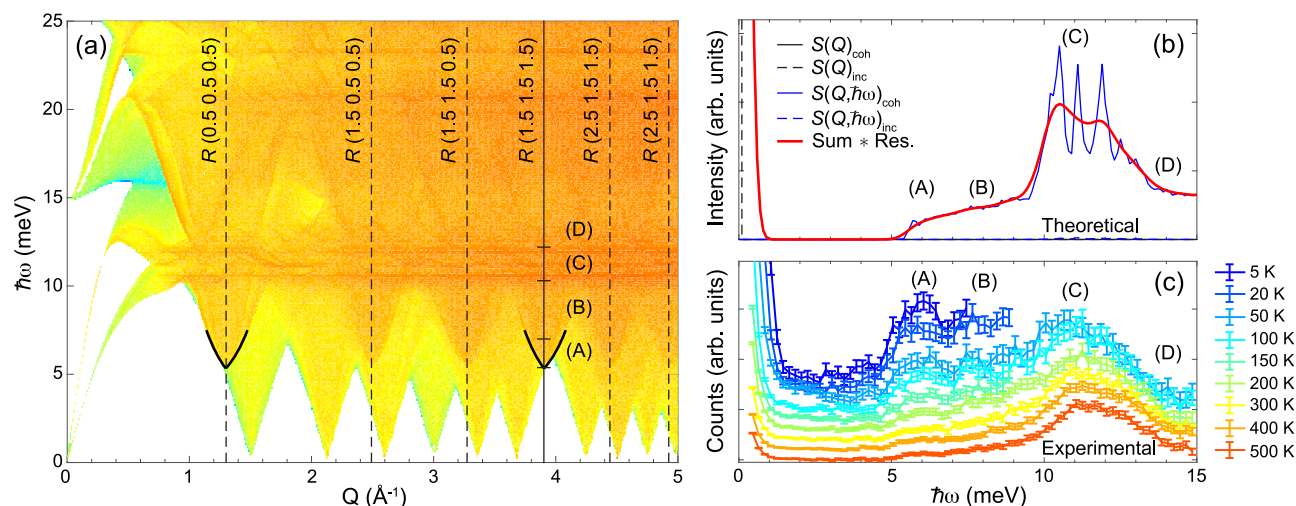 (a)
25
20
15
10
5
0
ħω (meV)
0
1
2
3
4
5
Q (Å⁻¹)
R (0.5 0.5 0.5)
R (1.5 0.5 0.5)
R (1.5 1.5 0.5)
R (1.5 1.5 1.5)
R (2.5 1.5 0.5)
R (2.5 1.5 1.5)
(D)
(C)
(B)
(A)
(b)
Intensity (arb. units)
S(Q)coh
S(Q)inc
S(Q,ħω)coh
S(Q,ħω)inc
Sum * Res.
(A)
(B)
(C)
(D)
Theoretical
(c)
Counts (arb. units)
(A)
(B)
(C)
(D)
Experimental
0
5
10
15
ħω (meV)
5 K
20 K
50 K
100 K
150 K
200 K
300 K
400 K
500 K